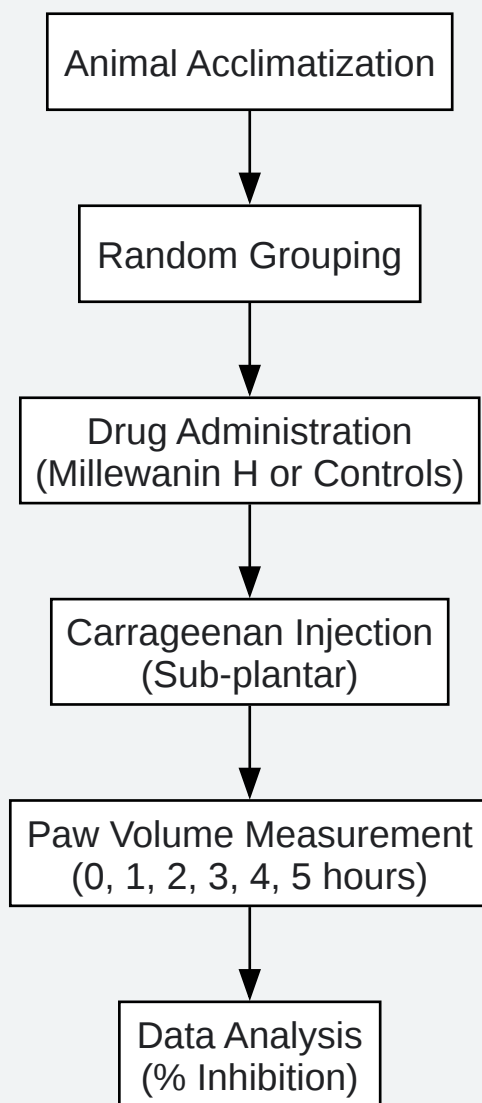 Animal Acclimatization
Random Grouping
Drug Administration
(Millewanin H or Controls)
Carrageenan Injection
(Sub-plantar)
Paw Volume Measurement
(0, 1, 2, 3, 4, 5 hours)
Data Analysis
(% Inhibition)